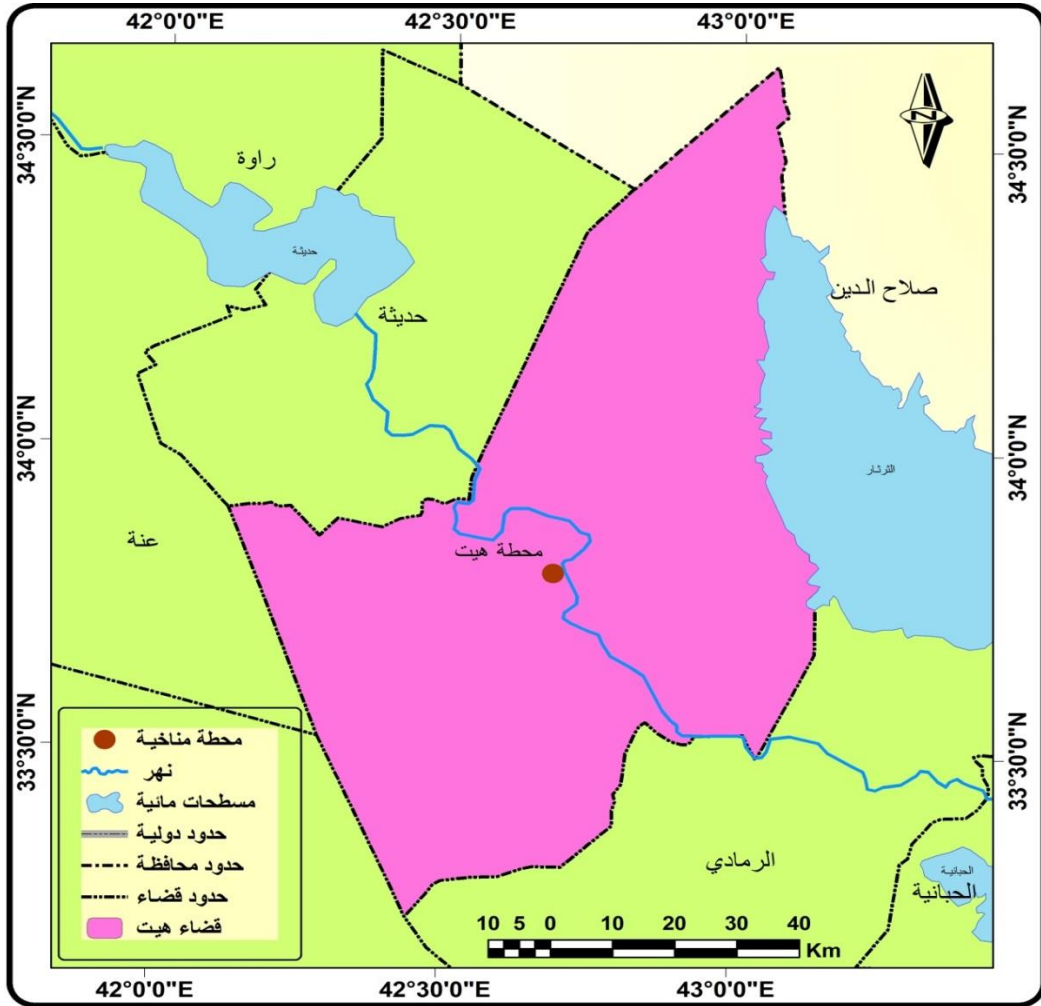 42°0'0"E
42°30'0"E
43°0'0"E
34°30'0"N
34°30'0"N
N
راوة
حديثة
صلاح الدين
حديثة
34°0'0"N
34°0'0"N
الثرثار
عنة
محطة هيت
33°30'0"N
33°30'0"N
محطة مناخية
نهر
مسطحات مائية
حدود دولية
حدود محافظة
حدود قضاء
قضاء هيت
الرمادي
الحبانية
الحبانية
10 5 0 10 20 30 40
Km
42°0'0"E
42°30'0"E
43°0'0"E